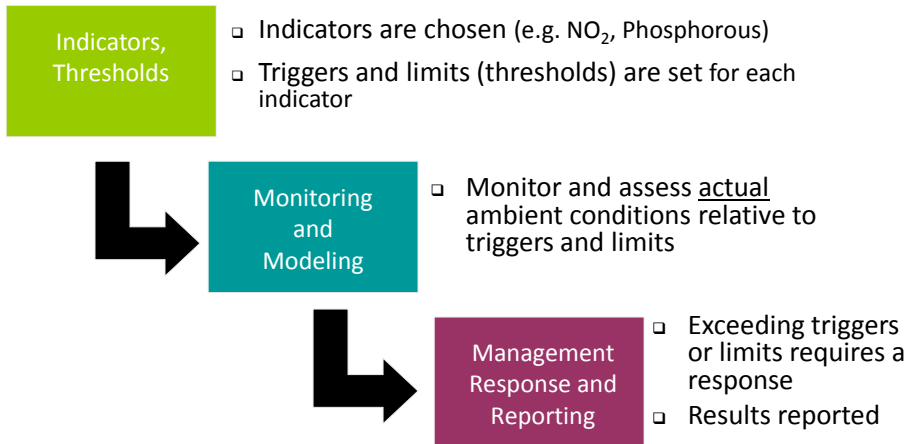 Indicators,
Thresholds
❑ Indicators are chosen (e.g. NO₂, Phosphorous)
❑ Triggers and limits (thresholds) are set for each
indicator
Monitoring
and
Modeling
❑ Monitor and assess actual
ambient conditions relative to
triggers and limits
Management
Response and
Reporting
❑ Exceeding triggers
or limits requires a
response
❑ Results reported